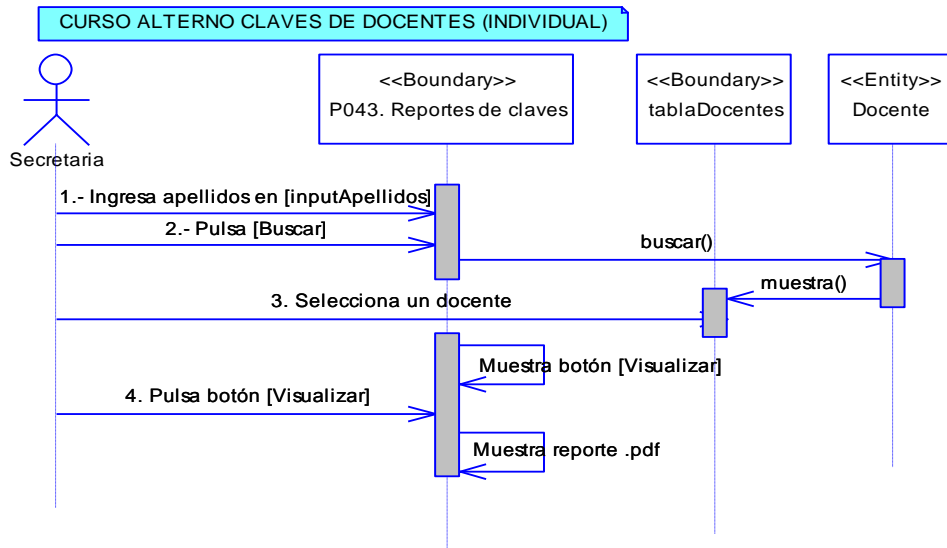 CURSO ALTERNO CLAVES DE DOCENTES (INDIVIDUAL)
Secretaria
<<Boundary>>
P043. Reportes de claves
<<Boundary>>
tablaDocentes
<<Entity>>
Docente
1.- Ingresa apellidos en [inputApellidos]
2.- Pulsa [Buscar]
buscar()
muestra()
3. Selecciona un docente
Muestra botón [Visualizar]
4. Pulsa botón [Visualizar]
Muestra reporte .pdf